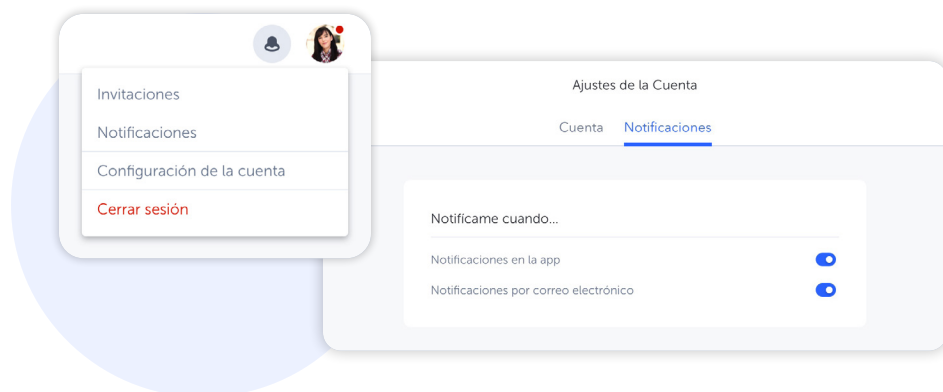 Invitaciones
Notificaciones
Configuración de la cuenta
Cerrar sesión
Ajustes de la Cuenta
Cuenta Notificaciones
Notifícame cuando...
Notificaciones en la app
Notificaciones por correo electrónico